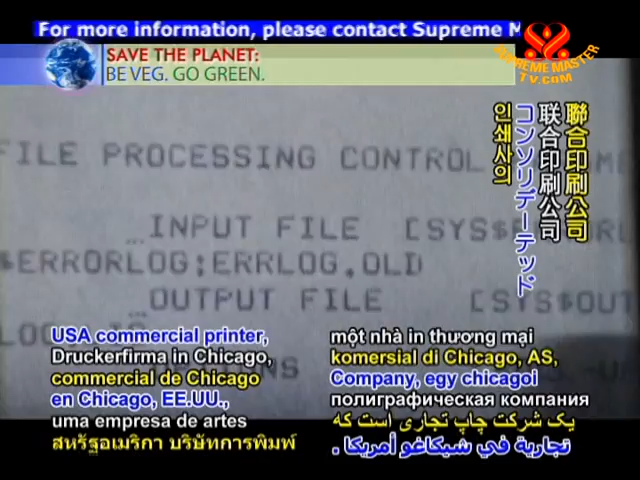 For more information, please contact Supreme M
SAVE THE PLANET:
BE VEG. GO GREEN.
SUPREME MASTER
TV.COM
聯合印刷公司
联合印刷公司
コンソリデーテッド
인쇄사의
FILE PROCESSING CONTROL
INPUT FILE [SYS$E
$ERRORLOG;ERRLOG.OLD
OUTPUT FILE [SYS$OUT
USA commercial printer,
Druckerfirma in Chicago,
commercial de Chicago
en Chicago, EE.UU.,
uma empresa de artes
สหรัฐอเมริกา บริษัทการพิมพ์
một nhà in thương mại
komersial di Chicago, AS,
Company, egy chicagoi
полиграфическая компания
یک شرکت چاپ تجاری است که
تجارية في شيكاغو أمريكا .